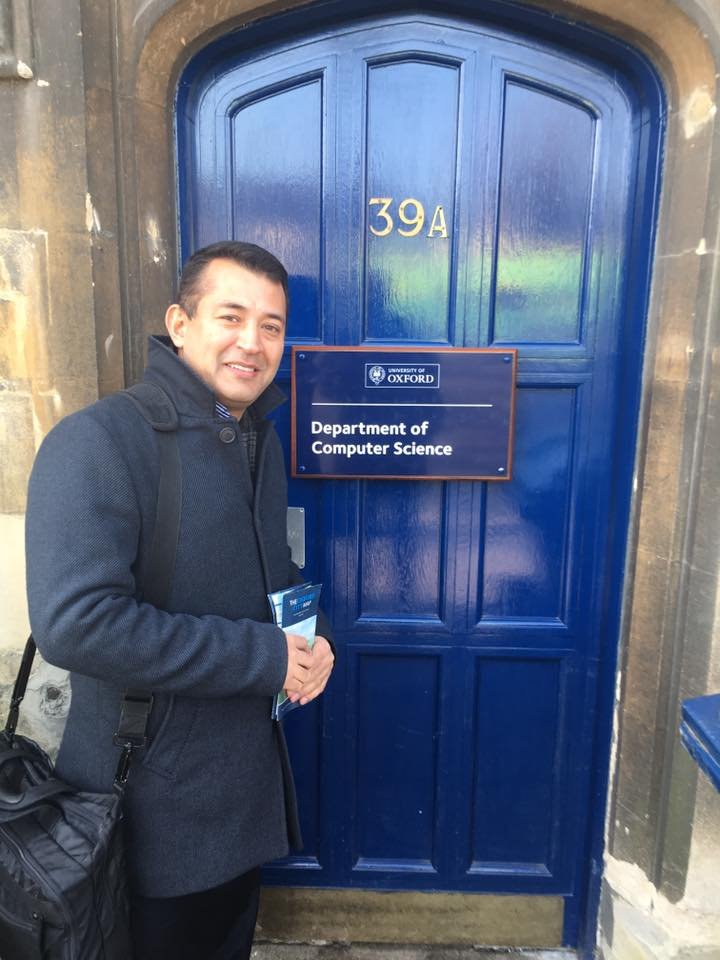 39A
UNIVERSITY OF
OXFORD
Department of
Computer Science